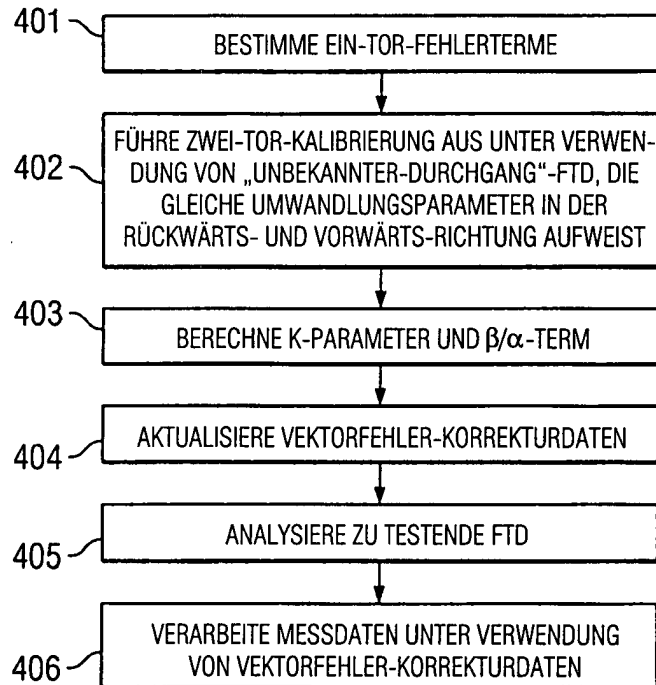 401
BESTIMME EIN-TOR-FEHLERTERME
402
FÜHRE ZWEI-TOR-KALIBRIERUNG AUS UNTER VERWEN-
DUNG VON „UNBEKANNTER-DURCHGANG“-FTD, DIE
GLEICHE UMWANDLUNGSPARAMETER IN DER
RÜCKWÄRTS- UND VORWÄRTS-RICHTUNG AUFWEIST
403
BERECHNE K-PARAMETER UND β/α-TERM
404
AKTUALISIERE VEKTORFEHLER-KORREKTURDATEN
405
ANALYSIERE ZU TESTENDE FTD
406
VERARBEITE MESSDATEN UNTER VERWENDUNG
VON VEKTORFEHLER-KORREKTURDATEN